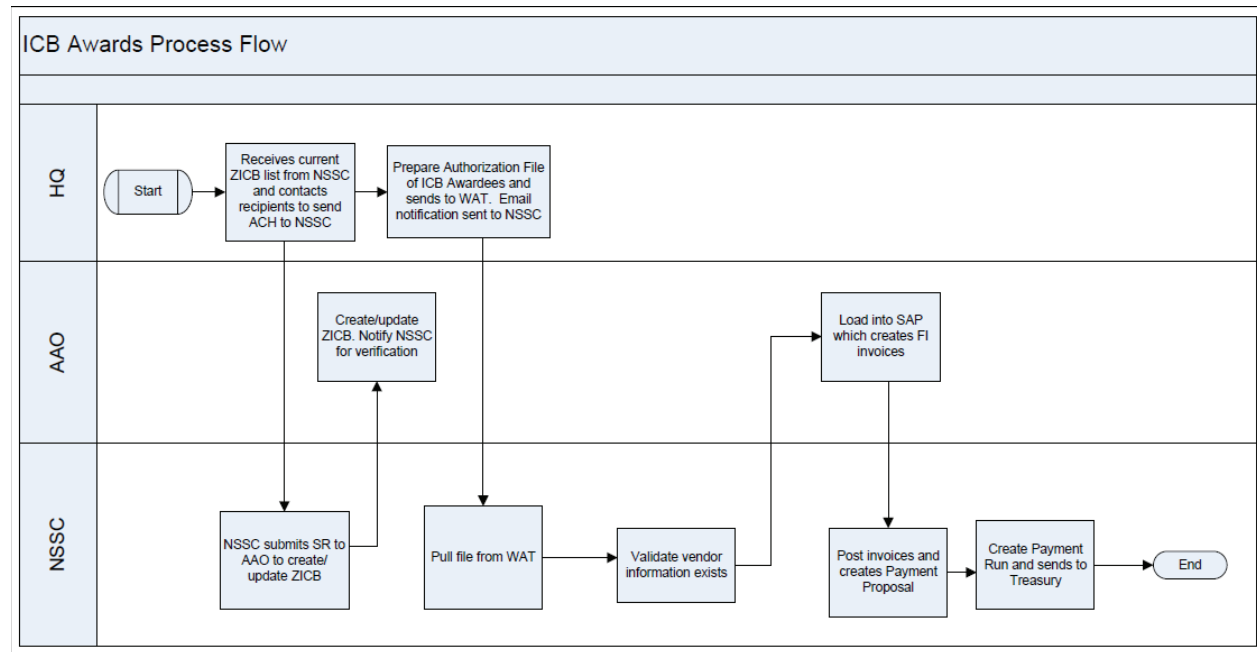 ICB Awards Process Flow
HQ
Start
Receives current
ZICB list from NSSC
and contacts
recipients to send
ACH to NSSC
Prepare Authorization File
of ICB Awardees and
sends to WAT.  Email
notification sent to NSSC
AAO
Create/update
ZICB. Notify NSSC
for verification
Load into SAP
which creates FI
invoices
NSSC
NSSC submits SR to
AAO to create/
update ZICB
Pull file from WAT
Validate vendor
information exists
Post invoices and
creates Payment
Proposal
Create Payment
Run and sends to
Treasury
End